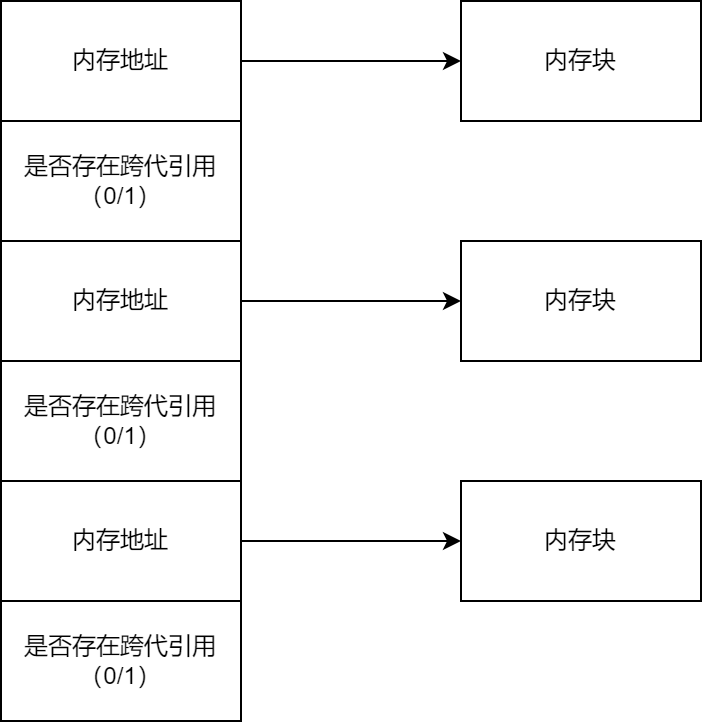 内存地址
内存块
是否存在跨代引用
（0/1）
内存地址
内存块
是否存在跨代引用
（0/1）
内存地址
内存块
是否存在跨代引用
（0/1）